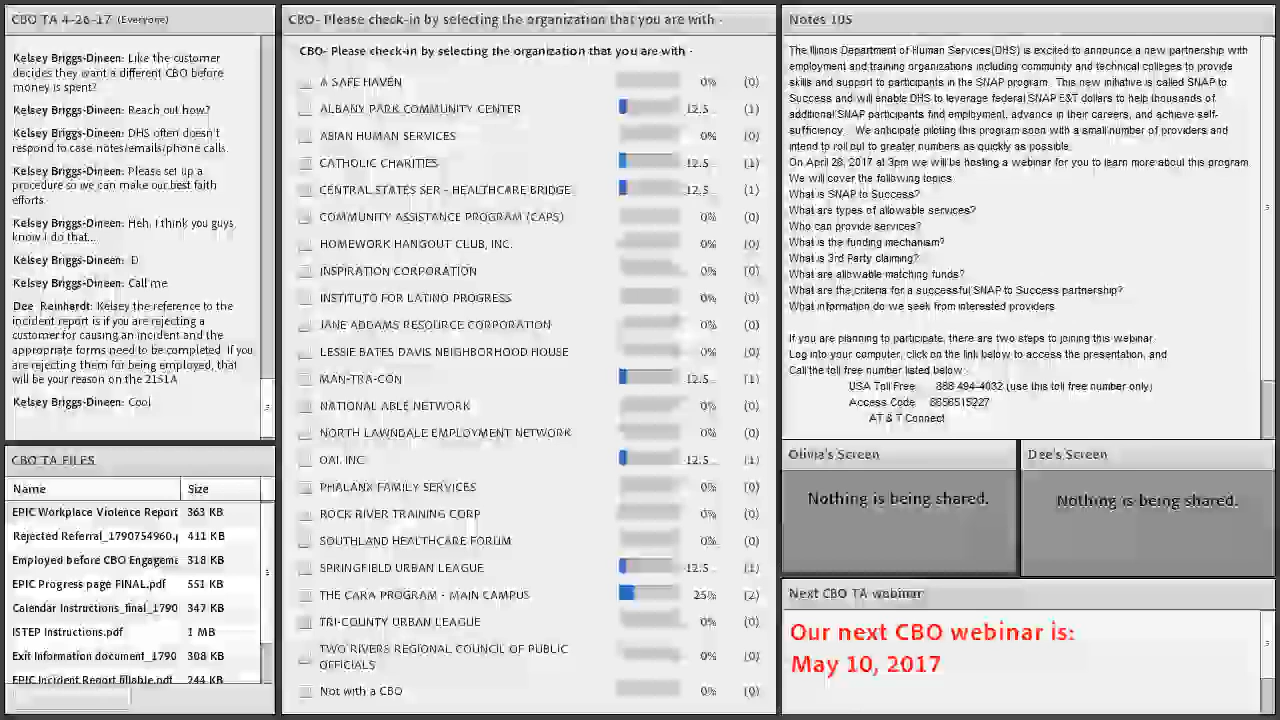 CBO TA 4-26-17 (Everyone)
Kelsey Briggs-Dineen: Like the customer
decides they want a different CBO before
money is spent?
Kelsey Briggs-Dineen: Reach out how?
Kelsey Briggs-Dineen: DHS often doesn't
respond to case notes/emails/phone calls.
Kelsey Briggs-Dineen: Please set up a
procedure so we can make our best faith
efforts.
Kelsey Briggs-Dineen: Heh, I think you guys
know I do that...
Kelsey Briggs-Dineen: :D
Kelsey Briggs-Dineen: Call me
Dee Reinhardt: Kelsey the reference to the
incident report is if you are rejecting a
customer for causing an incident and the
appropriate forms need to be completed. If you
are rejecting them for being employed, that
will be your reason on the 2151A
Kelsey Briggs-Dineen: Cool
CBO TA FILES
Name Size
EPIC Workplace Violence Report 363 KB
Rejected Referral_1790754960.p 411 KB
Employed before CBO Engageme 318 KB
EPIC Progress page FINAL.pdf 551 KB
Calendar Instructions_final_1790 347 KB
ISTEP Instructions.pdf 1 MB
Exit Information document_1790 308 KB
EPIC Incident Report fillable.pdf 244 KB
CBO- Please check-in by selecting the organization that you are with -
CBO- Please check-in by selecting the organization that you are with -
A SAFE HAVEN 0% (0)
ALBANY PARK COMMUNITY CENTER 12.5 (1)
ASIAN HUMAN SERVICES 0% (0)
CATHOLIC CHARITIES 12.5 (1)
CENTRAL STATES SER - HEALTHCARE BRIDGE 12.5 (1)
COMMUNITY ASSISTANCE PROGRAM (CAPS) 0% (0)
HOMEWORK HANGOUT CLUB, INC. 0% (0)
INSPIRATION CORPORATION 0% (0)
INSTITUTO FOR LATINO PROGRESS 0% (0)
JANE ADDAMS RESOURCE CORPORATION 0% (0)
LESSIE BATES DAVIS NEIGHBORHOOD HOUSE 0% (0)
MAN-TRA-CON 12.5 (1)
NATIONAL ABLE NETWORK 0% (0)
NORTH LAWNDALE EMPLOYMENT NETWORK 0% (0)
OAI, INC 12.5 (1)
PHALANX FAMILY SERVICES 0% (0)
ROCK RIVER TRAINING CORP 0% (0)
SOUTHLAND HEALTHCARE FORUM 0% (0)
SPRINGFIELD URBAN LEAGUE 12.5 (1)
THE CARA PROGRAM - MAIN CAMPUS 25% (2)
TRI-COUNTY URBAN LEAGUE 0% (0)
TWO RIVERS REGIONAL COUNCIL OF PUBLIC
OFFICIALS 0% (0)
Not with a CBO 0% (0)
Notes 105
The Illinois Department of Human Services(DHS) is excited to announce a new partnership with
employment and training organizations including community and technical colleges to provide
skills and support to participants in the SNAP program. This new initiative is called SNAP to
Success and will enable DHS to leverage federal SNAP E&T dollars to help thousands of
additional SNAP participants find employment, advance in their careers, and achieve self-
sufficiency. We anticipate piloting this program soon with a small number of providers and
intend to roll out to greater numbers as quickly as possible.
On April 28, 2017 at 3pm we will be hosting a webinar for you to learn more about this program.
We will cover the following topics
What is SNAP to Success?
What are types of allowable services?
Who can provide services?
What is the funding mechanism?
What is 3rd Party claiming?
What are allowable matching funds?
What are the criteria for a successful SNAP to Success partnership?
What information do we seek from interested providers
If you are planning to participate, there are two steps to joining this webinar.
Log into your computer, click on the link below to access the presentation, and
Call the toll free number listed below:
USA Toll Free 888-494-4032 (use this toll free number only)
Access Code 6856515227
AT & T Connect
Olivia's Screen
Nothing is being shared.
Dee's Screen
Nothing is being shared.
Next CBO TA webinar
Our next CBO webinar is:
May 10, 2017